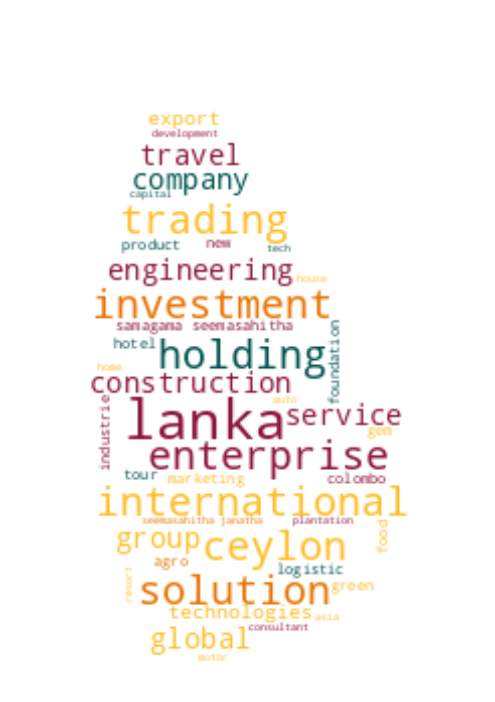 export
development
travel
company
capital
trading
product new tech
engineering house
investment
samagama seemasahitha
foundation
hotel holding
home
construction
auto
industrie
lanka service
gem
enterprise
tour marketing colombo
international
seemasahitha janatha plantation
food
group ceylon
agro logistic
resort
solution green
technologies asia
consultant
global
motor